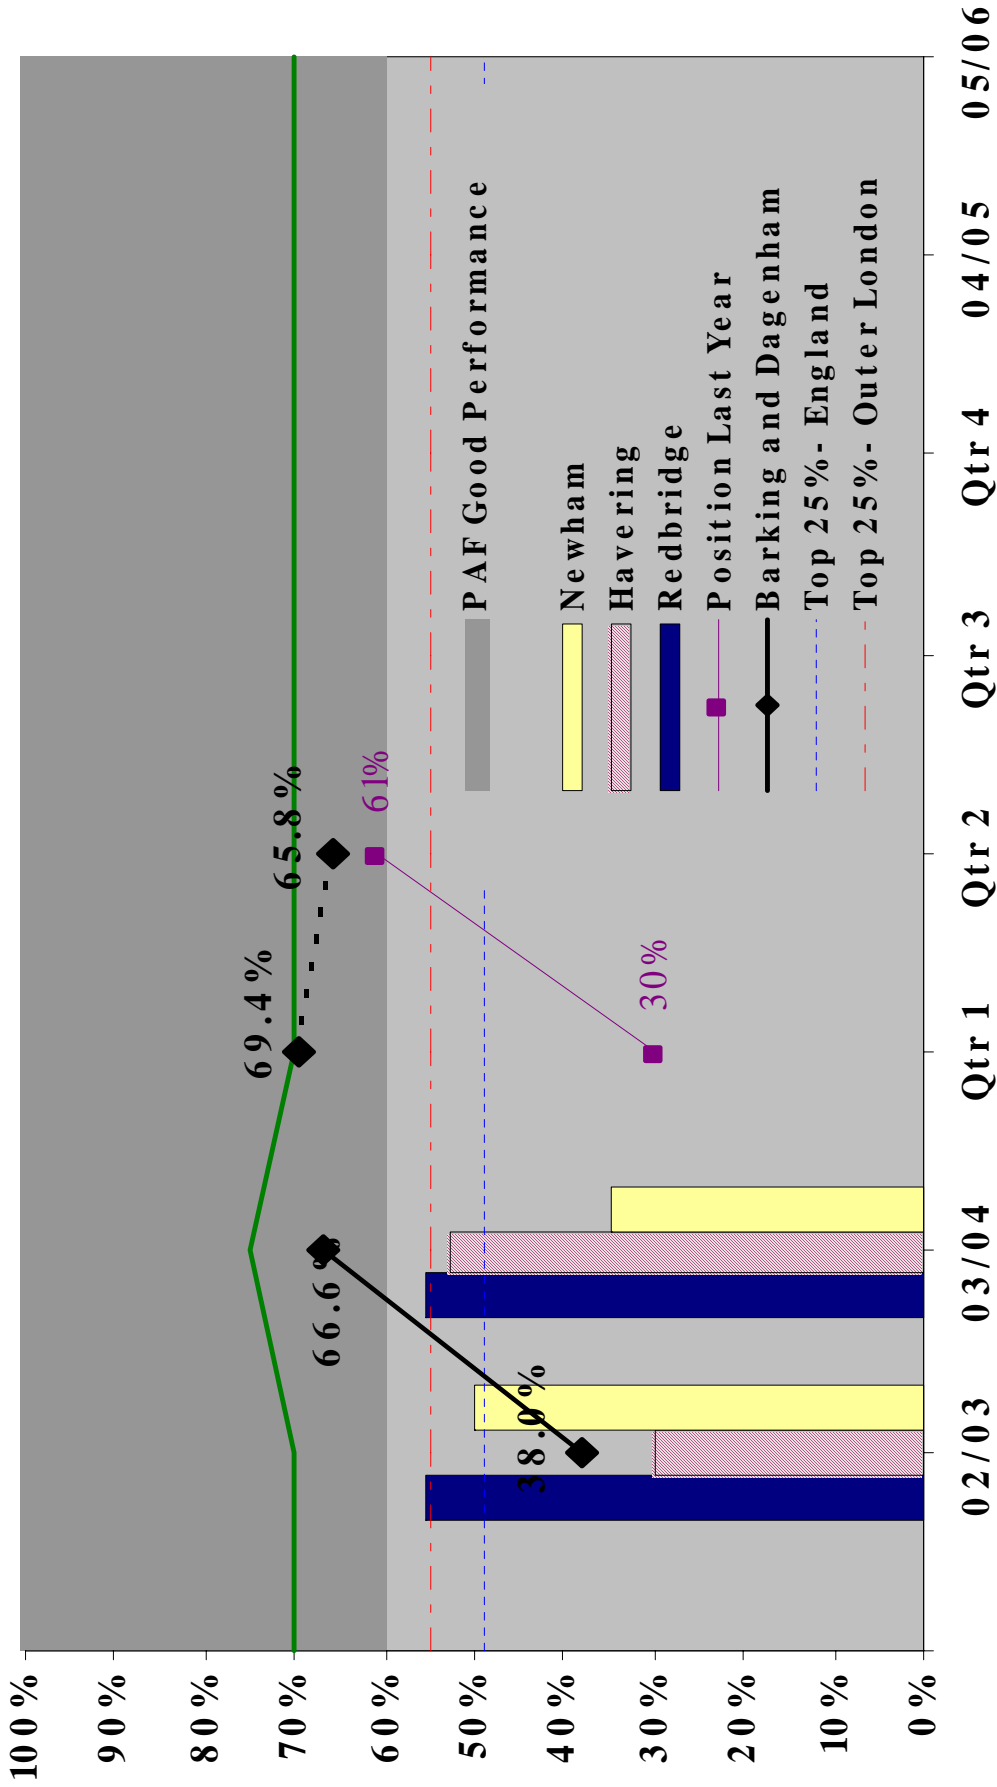 100%
90%
80%
70%
60%
50%
40%
30%
20%
10%
0%
02/03
03/04
Qtr 1
Qtr 2
Qtr 3
Qtr 4
04/05
05/06
38.0%
66.6%
69.4%
65.8%
30%
61%
PAF Good Performance
Newham
Havering
Redbridge
Position Last Year
Barking and Dagenham
Top 25%- England
Top 25%- Outer London